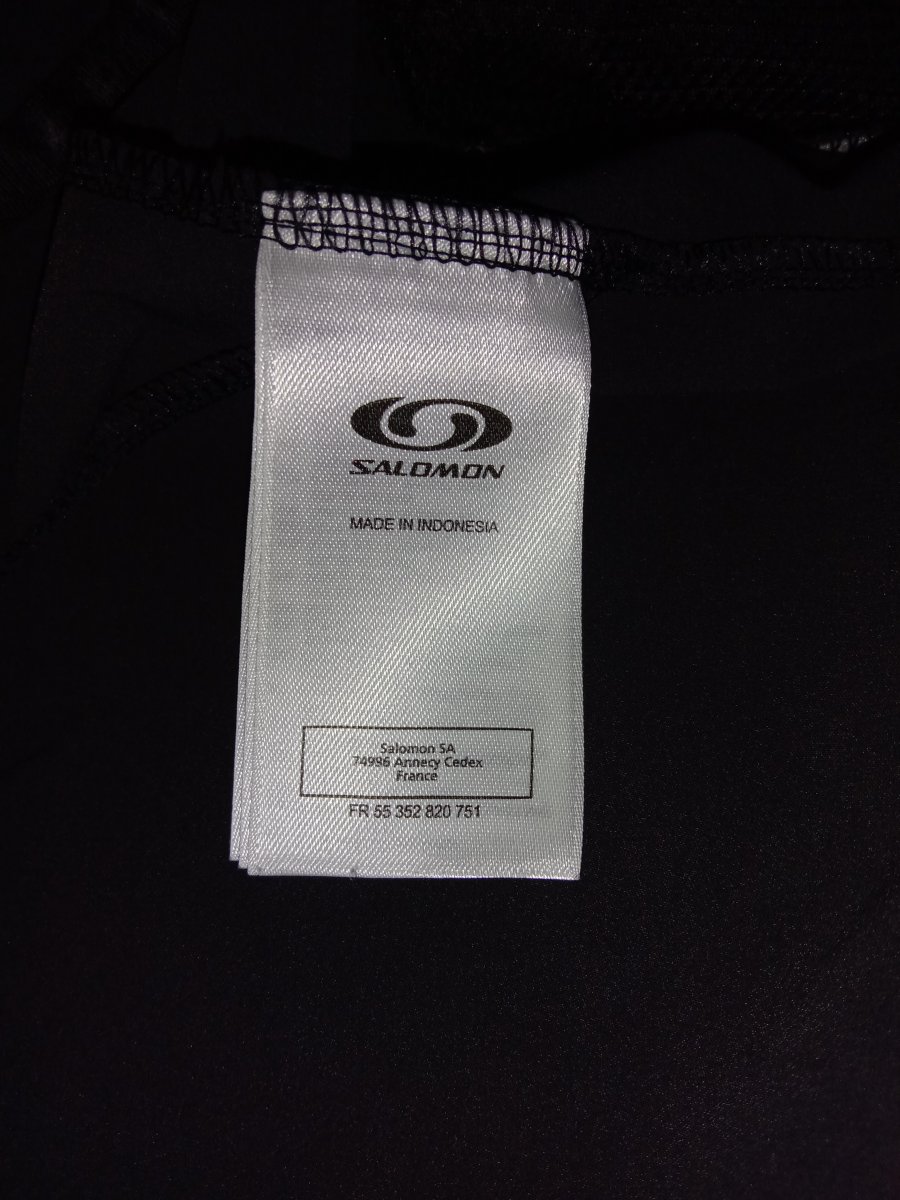 SALOMON
MADE IN INDONESIA
Salomon SA
74996 Annecy Cedex
France
FR 55 352 820 751